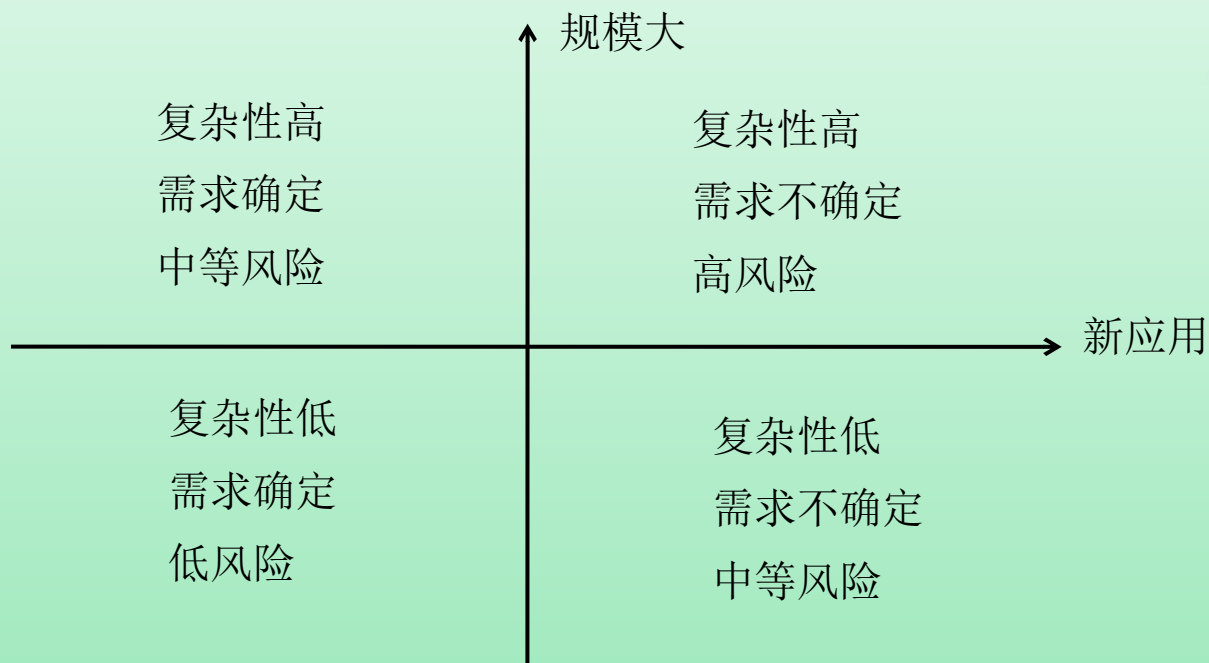 规模大
复杂性高
需求确定
中等风险
复杂性高
需求不确定
高风险
新应用
复杂性低
需求确定
低风险
复杂性低
需求不确定
中等风险